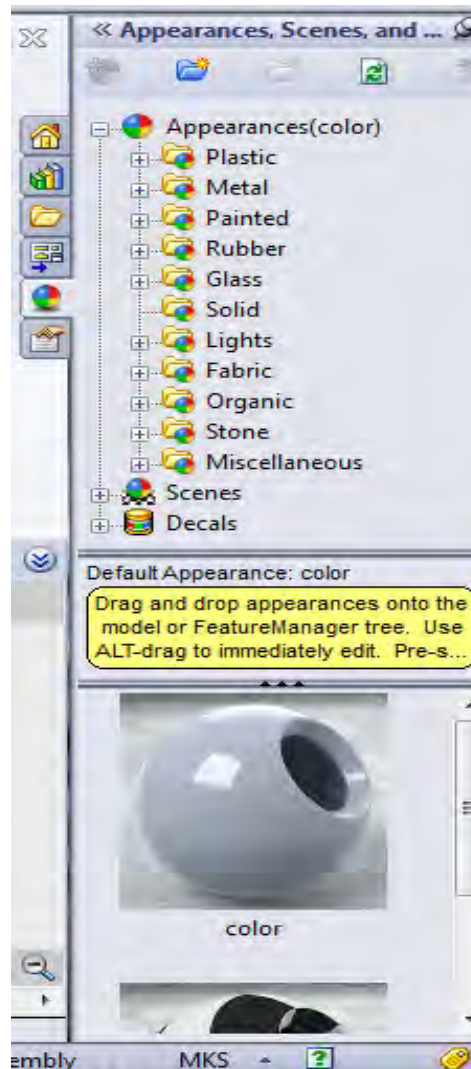 « Appearances, Scenes, and ...
Appearances(color)
Plastic
Metal
Painted
Rubber
Glass
Solid
Lights
Fabric
Organic
Stone
Miscellaneous
Scenes
Decals
Default Appearance: color
Drag and drop appearances onto the
model or FeatureManager tree. Use
ALT-drag to immediately edit. Pre-s...
color
embly MKS ?